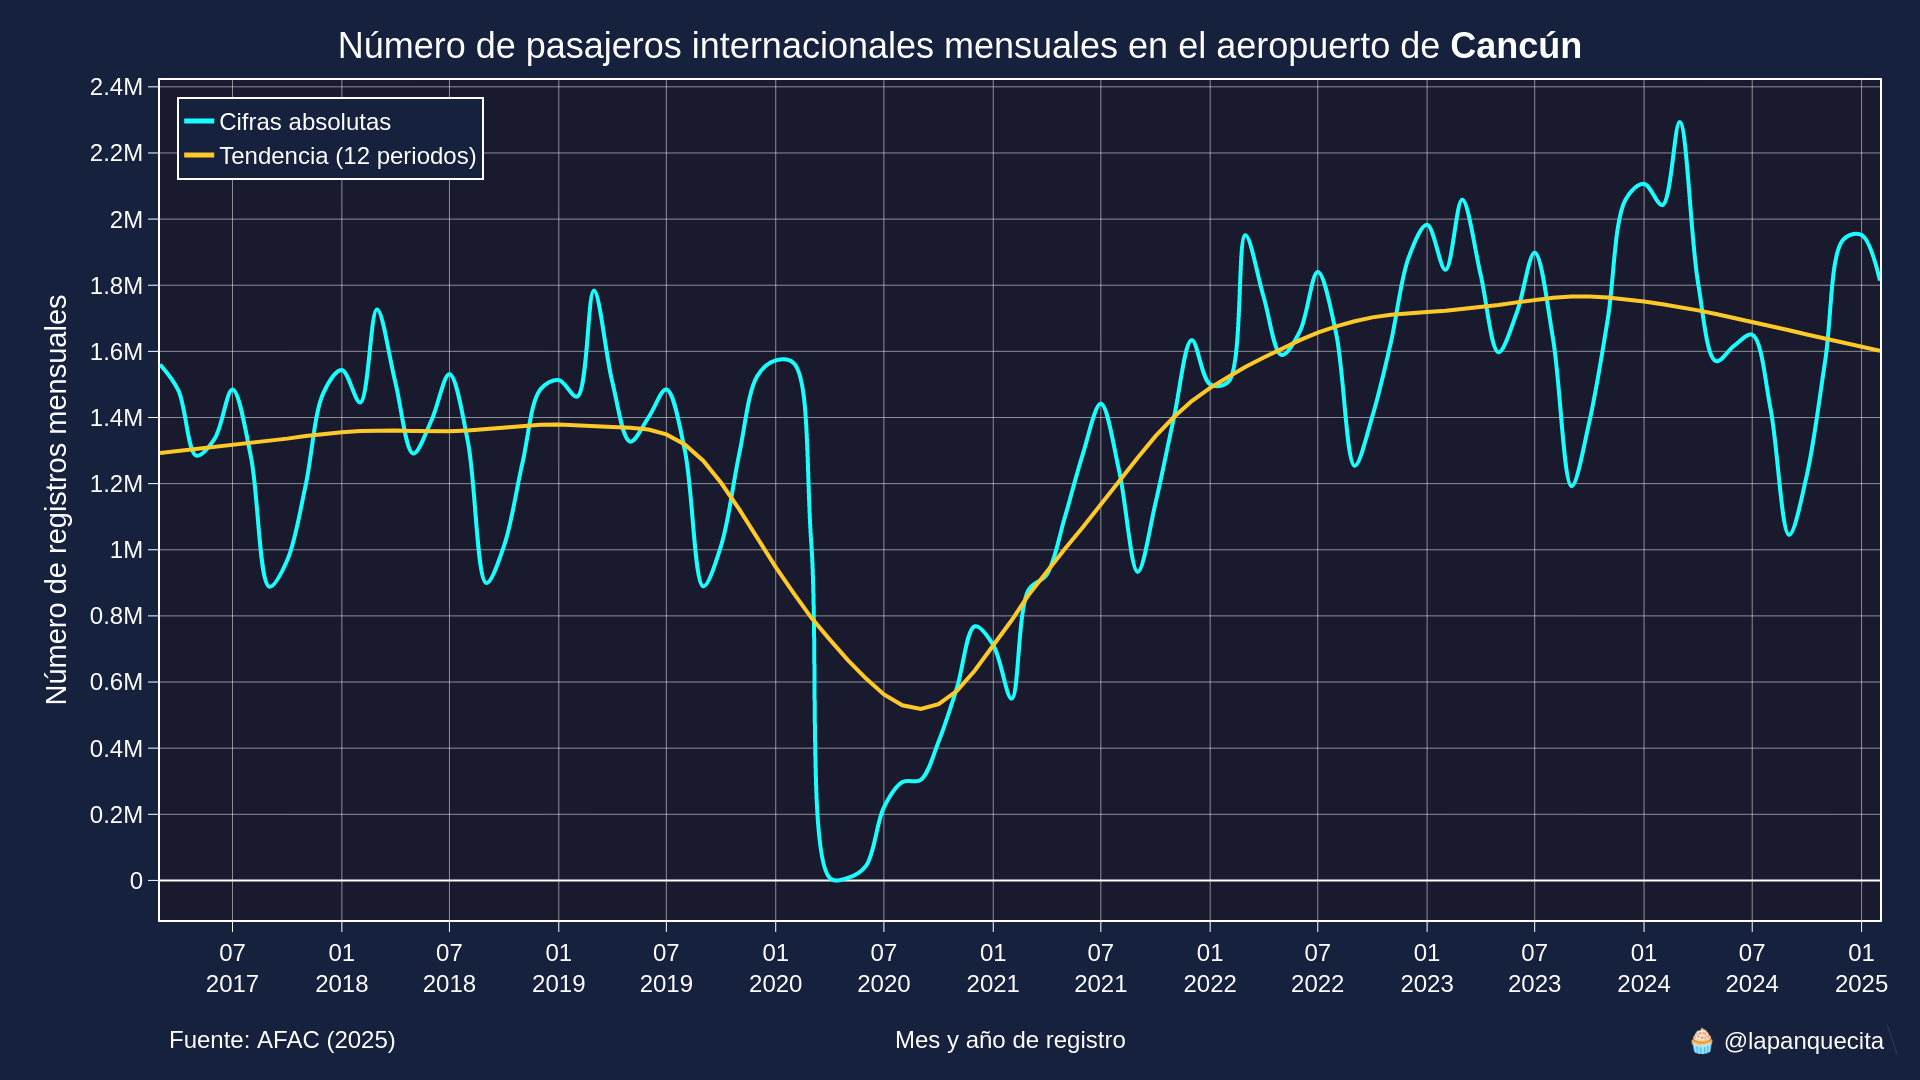 Número de pasajeros internacionales mensuales en el aeropuerto de Cancún
Cifras absolutas
Tendencia (12 periodos)
Número de registros mensuales
2.4M
2.2M
2M
1.8M
1.6M
1.4M
1.2M
1M
0.8M
0.6M
0.4M
0.2M
0
07 01 07 01 07 01 07 01 07 01 07 01 07 01 07 01
2017 2018 2018 2019 2019 2020 2020 2021 2021 2022 2022 2023 2023 2024 2024 2025
Fuente: AFAC (2025) Mes y año de registro 🧁 @lapanquecita